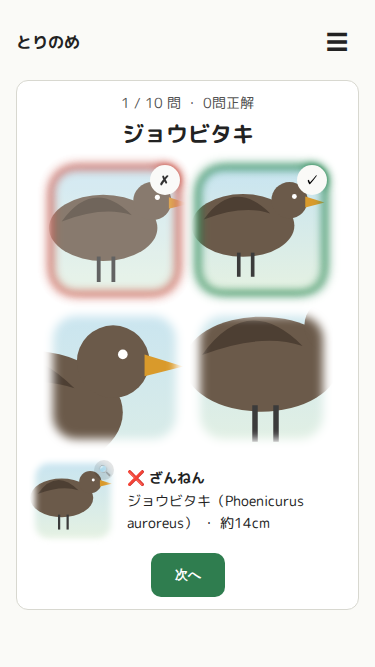 とりのめ
1 / 10 問 ・ 0問正解
ジョウビタキ
✗
✓
❌ ざんねん
ジョウビタキ（Phoenicurus
auroreus） ・ 約14cm
次へ